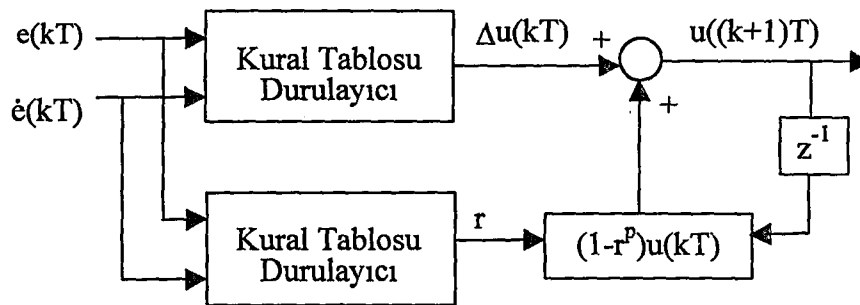 e(kT)
ė(kT)
Kural Tablosu
Durulayıcı
Δu(kT)
+
u((k+1)T)
+
z⁻¹
Kural Tablosu
Durulayıcı
r
(1-rᵖ)u(kT)